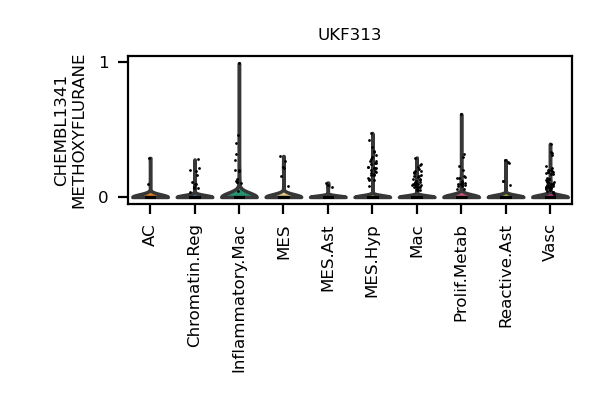 UKF313
CHEMBL1341
METHOXYFLURANE
1
0
AC
Chromatin.Reg
Inflammatory.Mac
MES
MES.Ast
MES.Hyp
Mac
Prolif.Metab
Reactive.Ast
Vasc